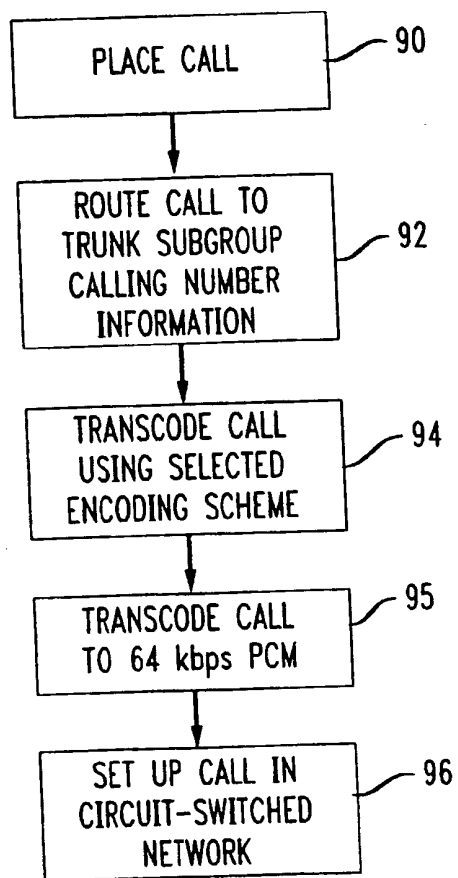 PLACE CALL
90
ROUTE CALL TO
TRUNK SUBGROUP
CALLING NUMBER
INFORMATION
92
TRANSCODE CALL
USING SELECTED
ENCODING SCHEME
94
TRANSCODE CALL
TO 64 kbps PCM
95
SET UP CALL IN
CIRCUIT-SWITCHED
NETWORK
96